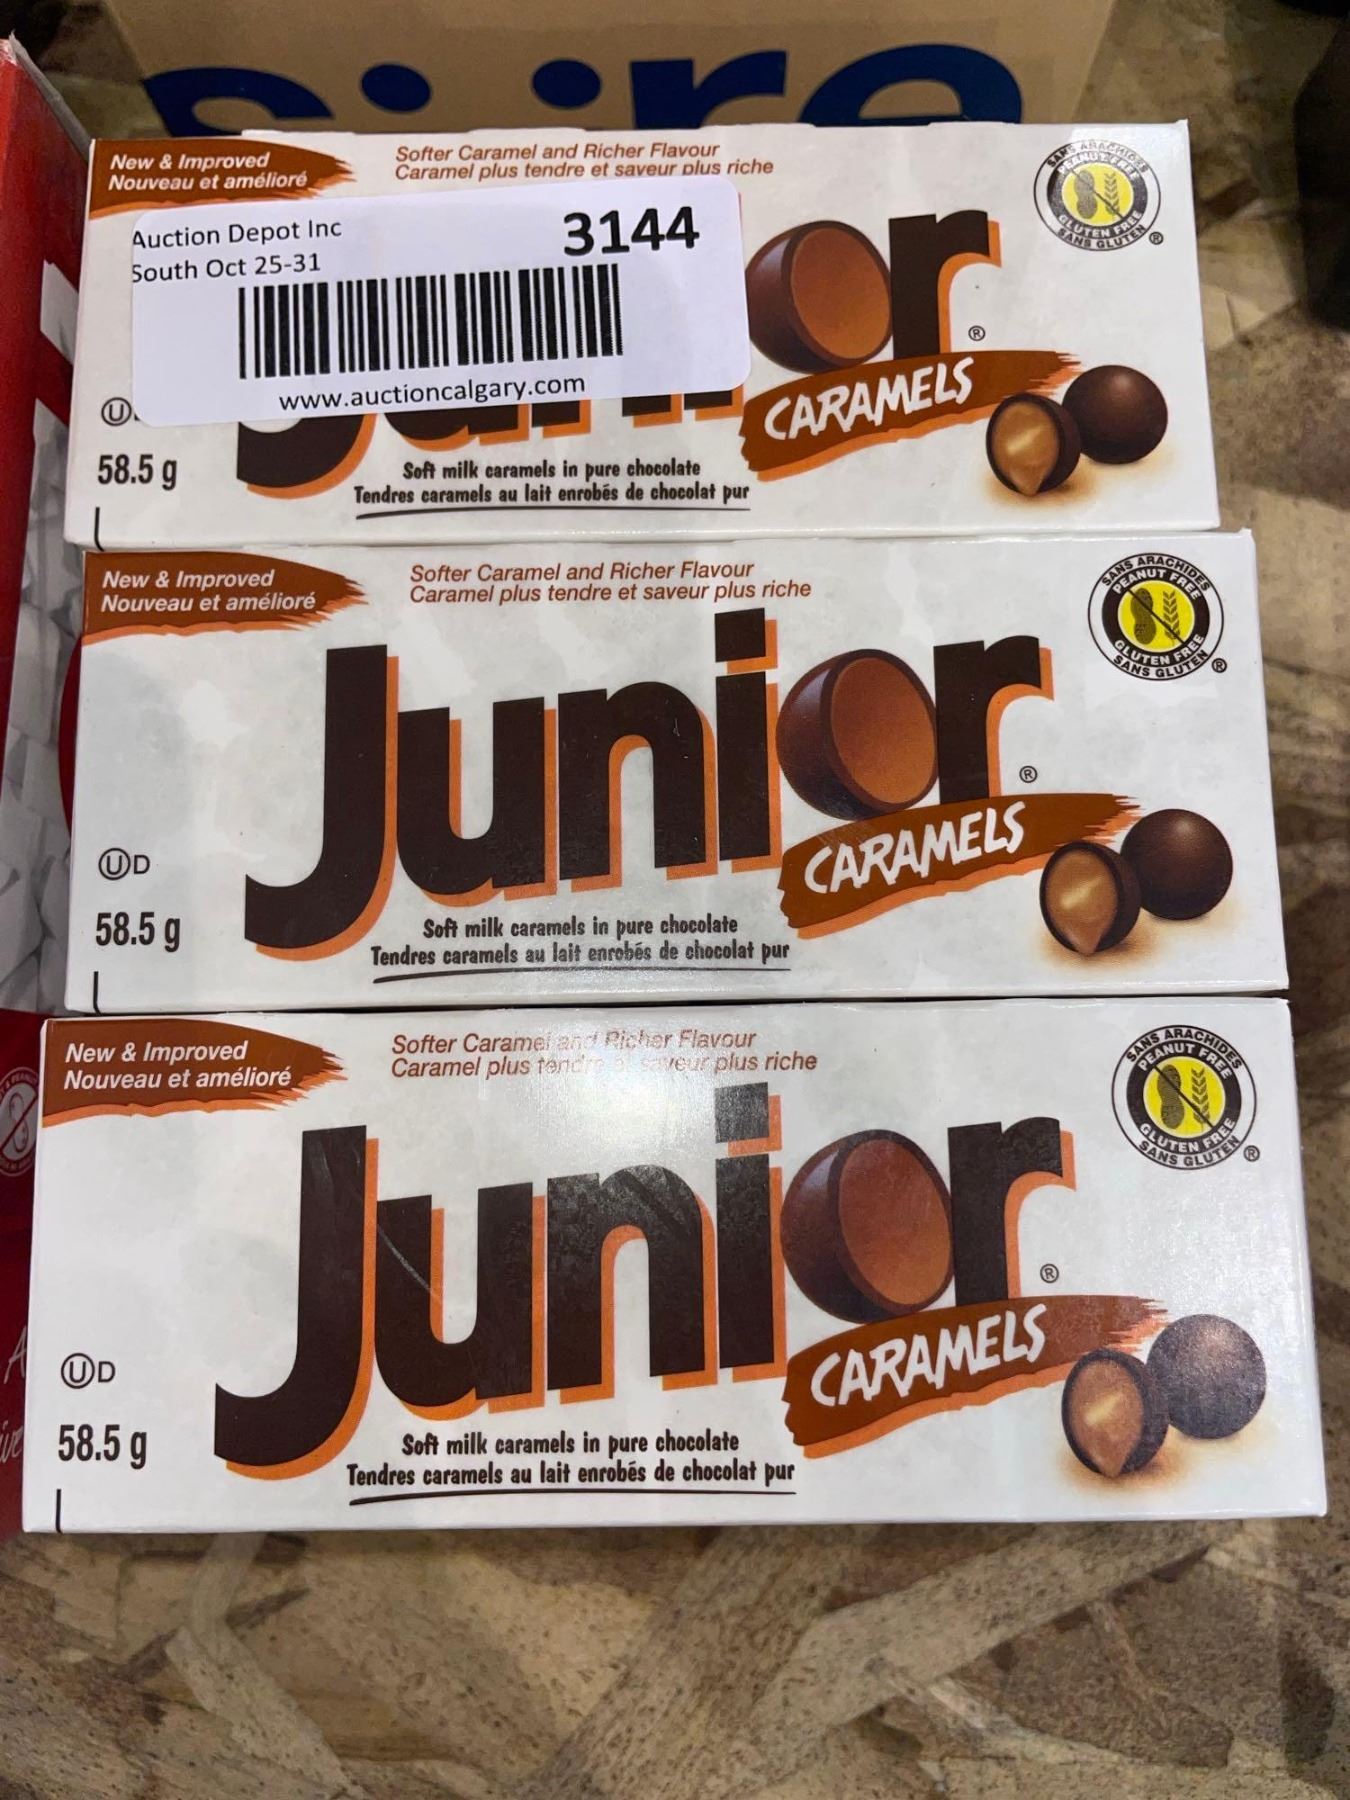 New & Improved
Nouveau et amélioré
Softer Caramel and Richer Flavour
Caramel plus tendre et saveur plus riche
SANS ARACHIDES
PEANUT FREE
GLUTEN FREE
SANS GLUTEN ®
Auction Depot Inc
South Oct 25-31
3144
www.auctioncalgary.com
Junior ®
CARAMELS
Ⓤ
58.5 g
Soft milk caramels in pure chocolate
Tendres caramels au lait enrobés de chocolat pur
New & Improved
Nouveau et amélioré
Softer Caramel and Richer Flavour
Caramel plus tendre et saveur plus riche
SANS ARACHIDES
PEANUT FREE
GLUTEN FREE
SANS GLUTEN ®
Junior ®
CARAMELS
ⓊD
58.5 g
Soft milk caramels in pure chocolate
Tendres caramels au lait enrobés de chocolat pur
New & Improved
Nouveau et amélioré
Softer Caramel and Richer Flavour
Caramel plus tendre et saveur plus riche
SANS ARACHIDES
PEANUT FREE
GLUTEN FREE
SANS GLUTEN ®
Junior ®
CARAMELS
ⓊD
58.5 g
Soft milk caramels in pure chocolate
Tendres caramels au lait enrobés de chocolat pur